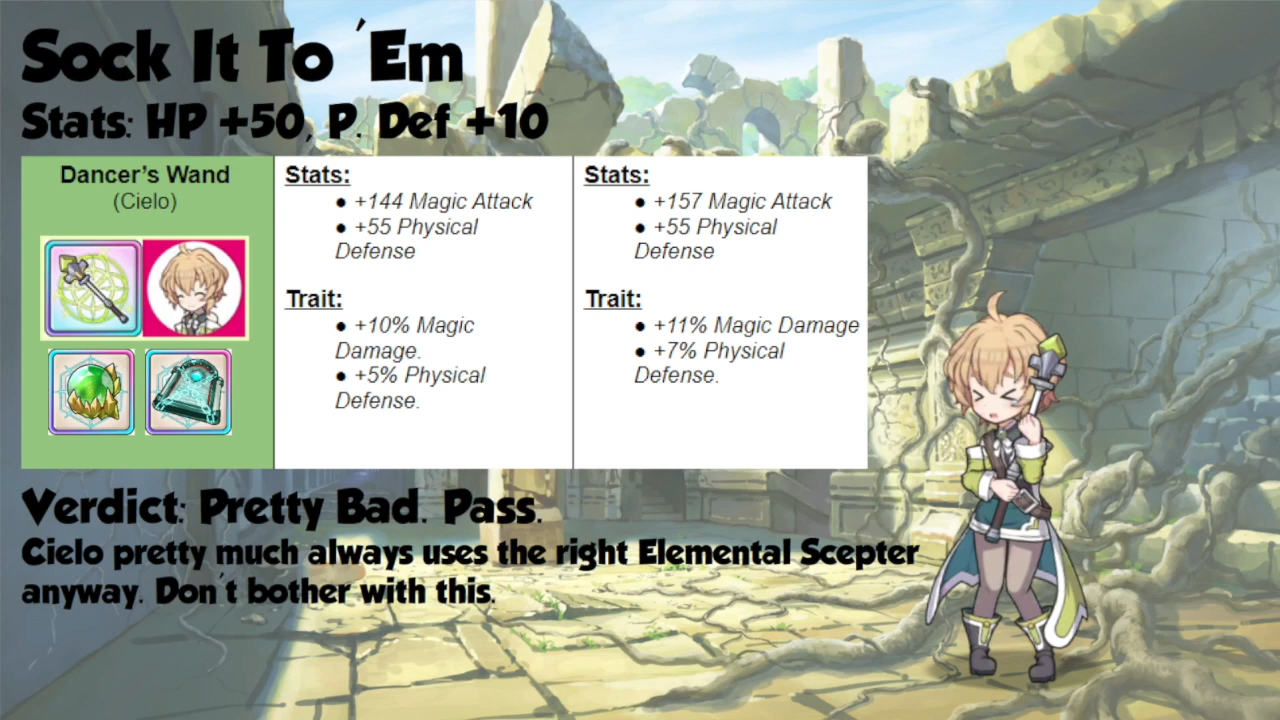 Sock It To 'Em
Stats: HP +50, P. Def +10
Dancer's Wand
(Cielo)
Stats:
● +144 Magic Attack
● +55 Physical
Defense
Trait:
● +10% Magic
Damage.
● +5% Physical
Defense.
Stats:
● +157 Magic Attack
● +55 Physical
Defense
Trait:
● +11% Magic Damage
● +7% Physical
Defense.
Verdict: Pretty Bad. Pass.
Cielo pretty much always uses the right Elemental Scepter
anyway. Don't bother with this.